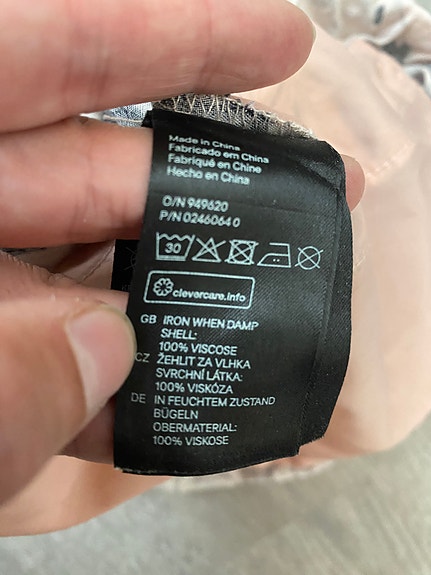 Made in China
Fabricado em China
Fabriqué en Chine
Hecho en China
O/N 949620
P/N 0246064 0
30
clevercare.info
GB IRON WHEN DAMP
SHELL:
100% VISCOSE
CZ ŽEHLIT ZA VLHKA
SVRCHNÍ LÁTKA:
100% VISKÓZA
DE IN FEUCHTEM ZUSTAND
BÜGELN
OBERMATERIAL:
100% VISKOSE